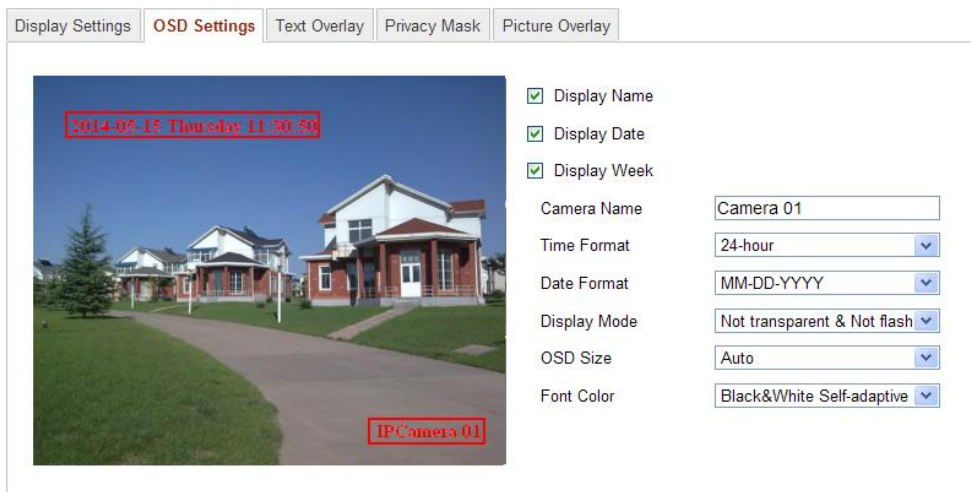 Display Settings OSD Settings Text Overlay Privacy Mask Picture Overlay
2014-05-15 Thursday 11:30:50
IPCamera 01
Display Name
Display Date
Display Week
Camera Name Camera 01
Time Format 24-hour
Date Format MM-DD-YYYY
Display Mode Not transparent & Not flash
OSD Size Auto
Font Color Black&White Self-adaptive